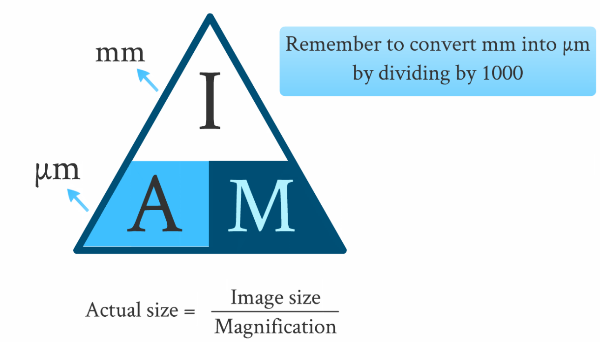 mm
Remember to convert mm into μm
by dividing by 1000
I
μm
A M
Actual size = Image size
Magnification